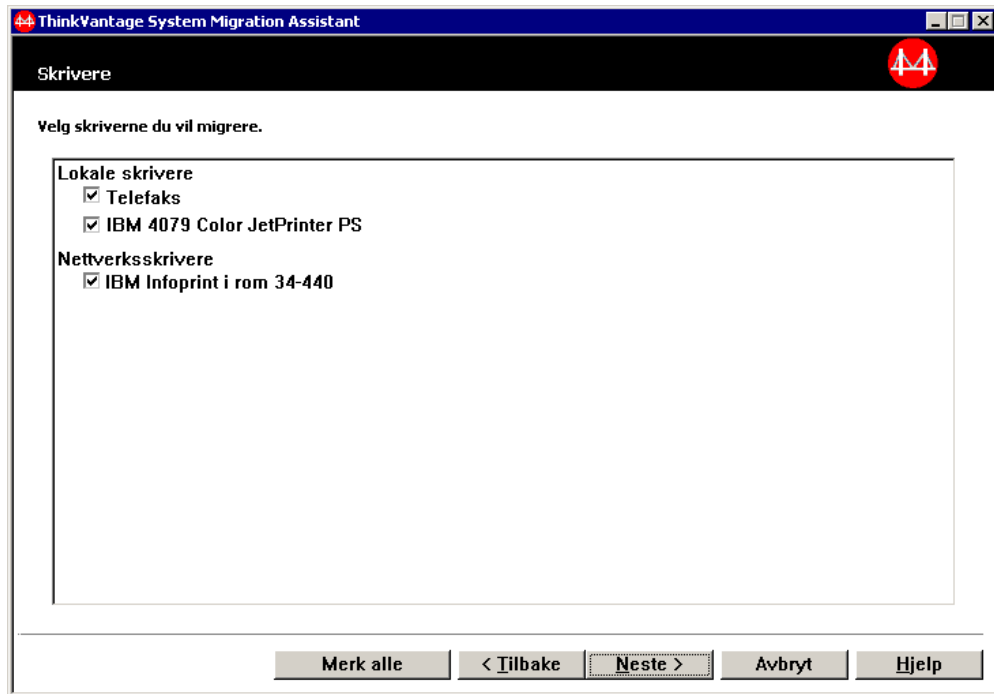 ThinkVantage System Migration Assistant
Skrivere
Velg skriverne du vil migrere.
Lokale skrivere
Telefaks
IBM 4079 Color JetPrinter PS
Nettverksskrivere
IBM Infoprint i rom 34-440
Merk alle
< Tilbake
Neste >
Avbryt
Hjelp